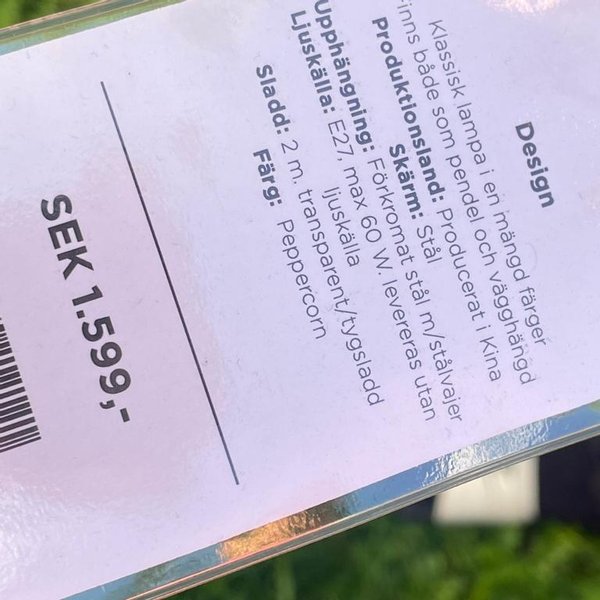 Design
Klassisk lampa i en mängd färger
Finns både som pendel och vägghängd
Produktionsland: Producerat i Kina
Skärm: Stål
Upphängning: Förkromat stål m/stålvajer
Ljuskälla: E27, max 60 W. levereras utan
ljuskälla
Sladd: 2 m. transparent/tygsladd
Färg: Peppercorn
SEK 1.599,-